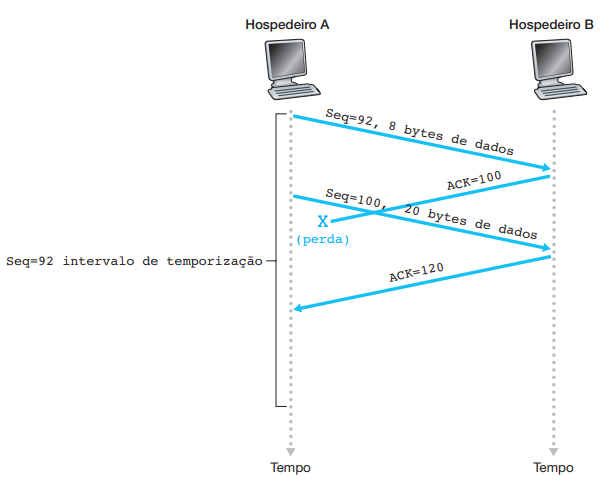 Hospedeiro A
Hospedeiro B
Seq=92, 8 bytes de dados
ACK=100
Seq=100, 20 bytes de dados
X
(perda)
Seq=92 intervalo de temporização
ACK=120
Tempo
Tempo